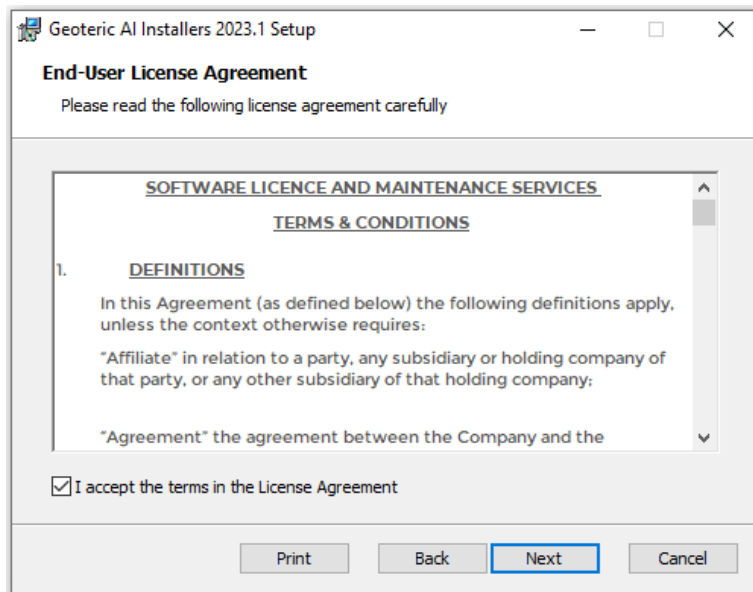 Geoteric AI Installers 2023.1 Setup
End-User License Agreement
Please read the following license agreement carefully
SOFTWARE LICENCE AND MAINTENANCE SERVICES
TERMS & CONDITIONS
1. DEFINITIONS
In this Agreement (as defined below) the following definitions apply,
unless the context otherwise requires:
“Affiliate” in relation to a party, any subsidiary or holding company of
that party, or any other subsidiary of that holding company;
“Agreement” the agreement between the Company and the
I accept the terms in the License Agreement
Print Back Next Cancel